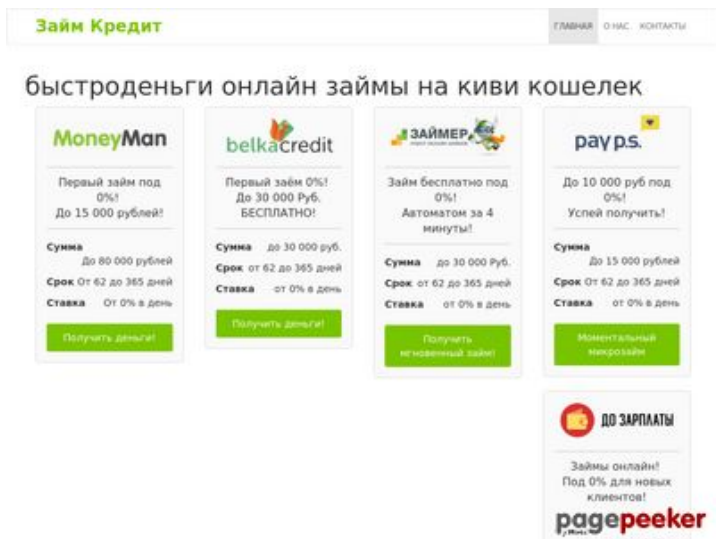 Займ Кредит
ГЛАВНАЯ О НАС. КОНТАКТЫ
быстроденьги онлайн займы на киви кошелек
MoneyMan
Первый займ под
0%!
До 15 000 рублей!
Сумма
До 80 000 рублей
Срок От 62 до 365 дней
Ставка От 0% в день
Получить деньги!
belkacredit
Первый заём 0%!
До 30 000 Руб.
БЕСПЛАТНО!
Сумма до 30 000 руб.
Срок от 62 до 365 дней
Ставка от 0% в день
Получить деньги!
ЗАЙМЕР
Займ бесплатно под
0%!
Автоматом за 4
минуты!
Сумма до 30 000 Руб.
Срок от 62 до 365 дней
Ставка от 0% в день
Получить
мгновенный займ!
pay p.s.
До 10 000 руб под
0%!
Успей получить!
Сумма
До 15 000 рублей
Срок От 62 до 365 дней
Ставка от 0% в день
Моментальный
микрозайм
ДО ЗАРПЛАТЫ
Займы онлайн!
Под 0% для новых
клиентов!
pagepeeker